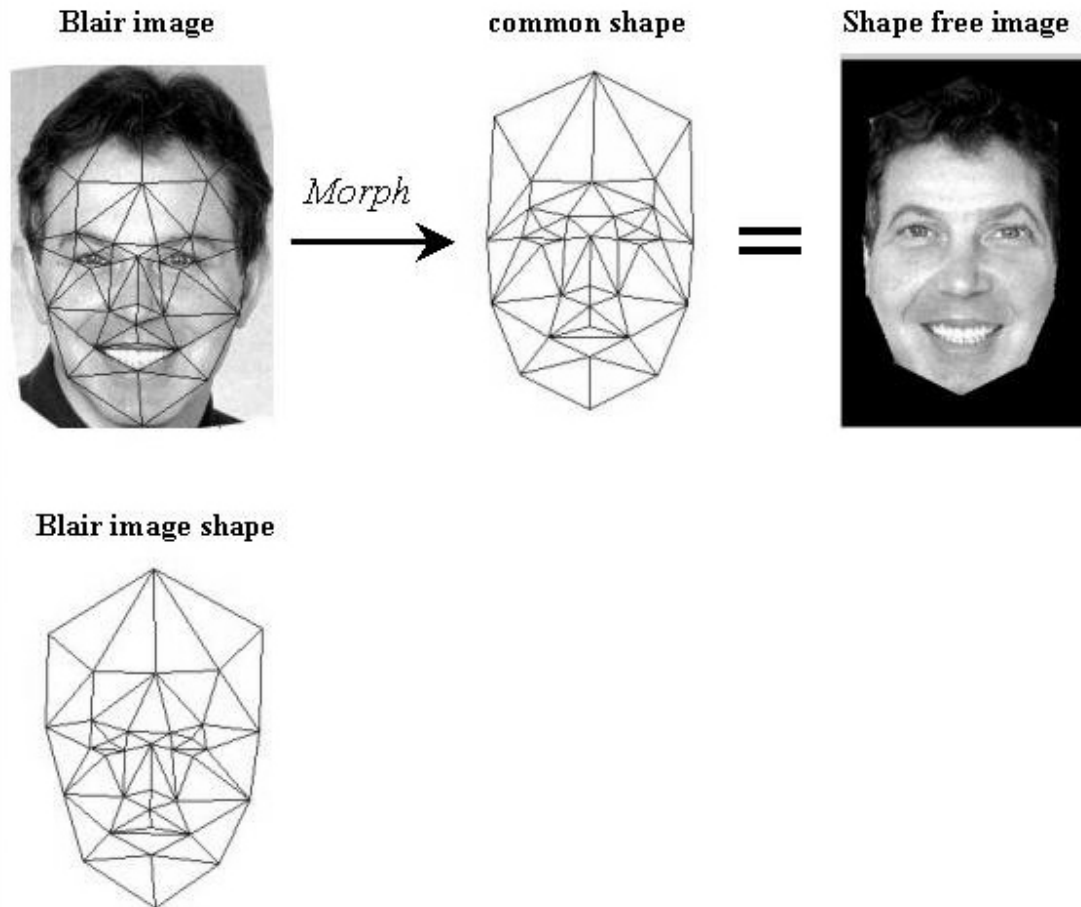 Blair image
common shape
Shape free image
Morph
=
Blair image shape